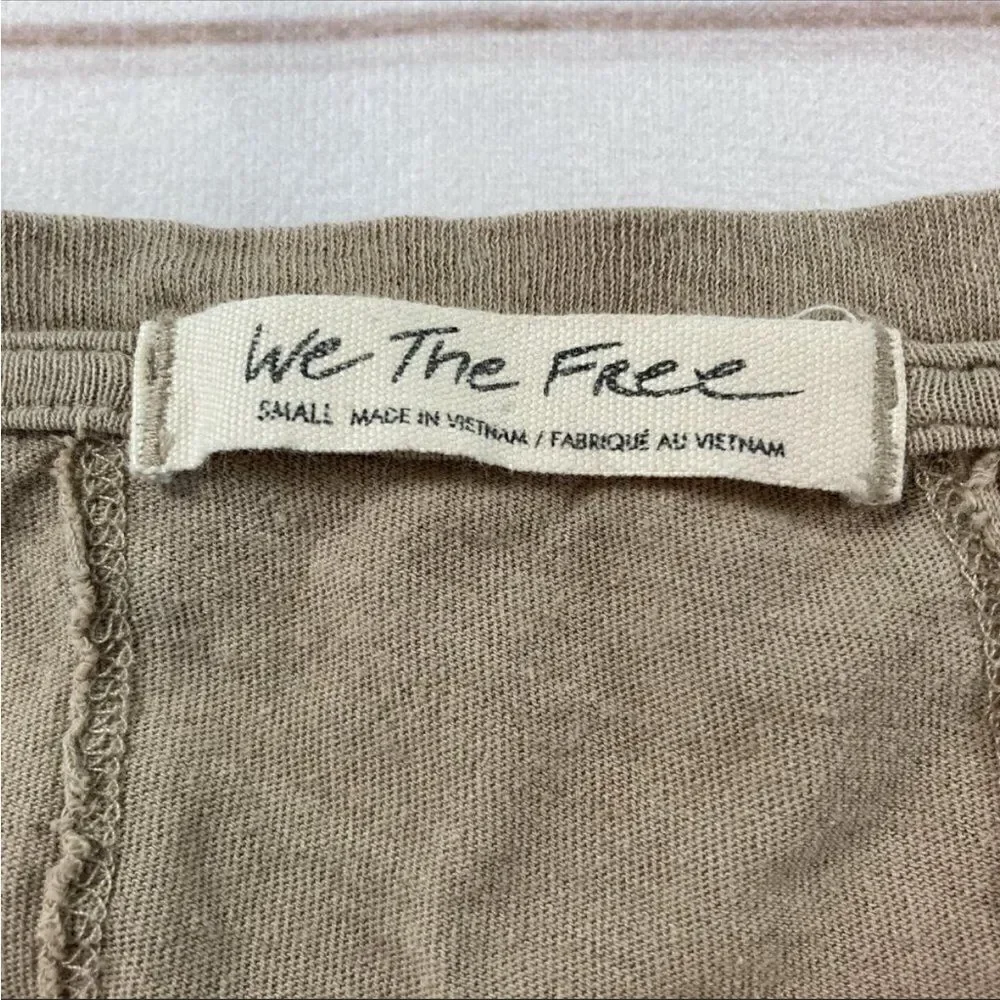 We The Free
SMALL MADE IN VIETNAM / FABRIQUÉ AU VIETNAM